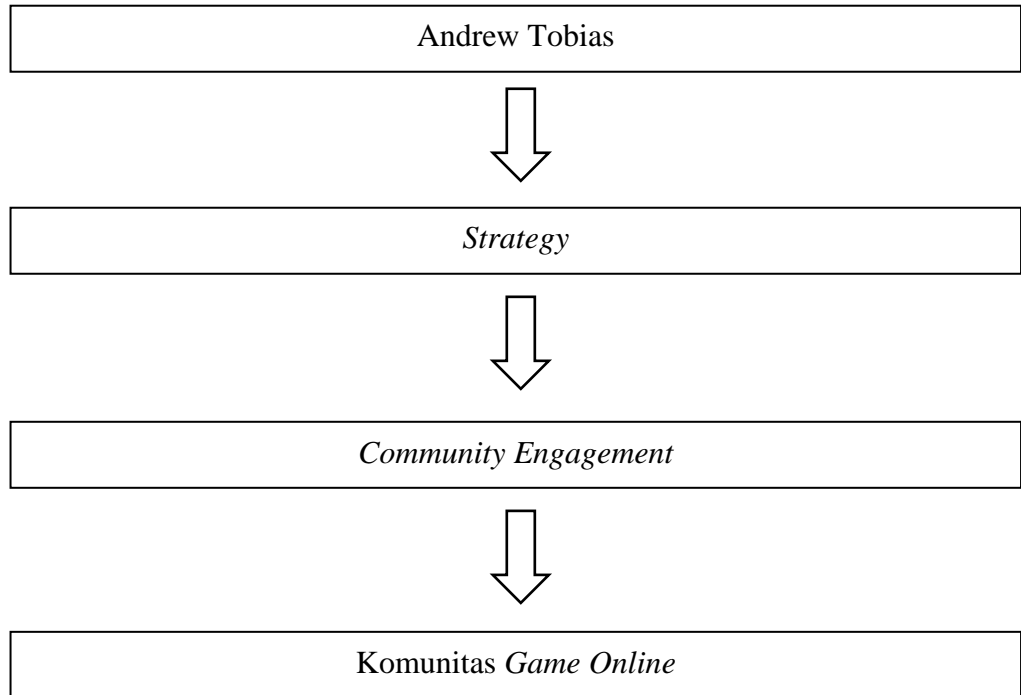 Andrew Tobias
Strategy
Community Engagement
Komunitas Game Online